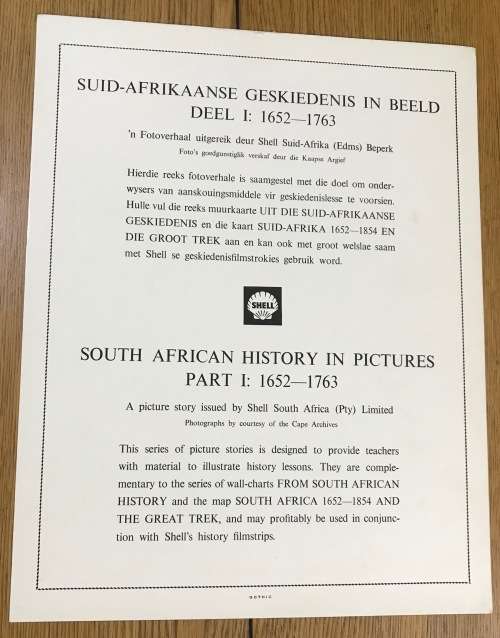 SUID-AFRIKAANSE GESKIEDENIS IN BEELD
DEEL I: 1652—1763
'n Fotoverhaal uitgereik deur Shell Suid-Afrika (Edms) Beperk
Foto's goedgunstiglik verskaf deur die Kaapse Argief
Hierdie reeks fotoverhale is saamgestel met die doel om onder-
wysers van aanskouingsmiddele vir geskiedenislesse te voorsien.
Hulle vul die reeks muurkaarte UIT DIE SUID-AFRIKAANSE
GESKIEDENIS en die kaart SUID-AFRIKA 1652—1854 EN
DIE GROOT TREK aan en kan ook met groot welslae saam
met Shell se geskiedenisfilmstrokies gebruik word.
SHELL
SOUTH AFRICAN HISTORY IN PICTURES
PART I: 1652—1763
A picture story issued by Shell South Africa (Pty) Limited
Photographs by courtesy of the Cape Archives
This series of picture stories is designed to provide teachers
with material to illustrate history lessons. They are comple-
mentary to the series of wall-charts FROM SOUTH AFRICAN
HISTORY and the map SOUTH AFRICA 1652—1854 AND
THE GREAT TREK, and may profitably be used in conjunc-
tion with Shell's history filmstrips.
GOTHIC